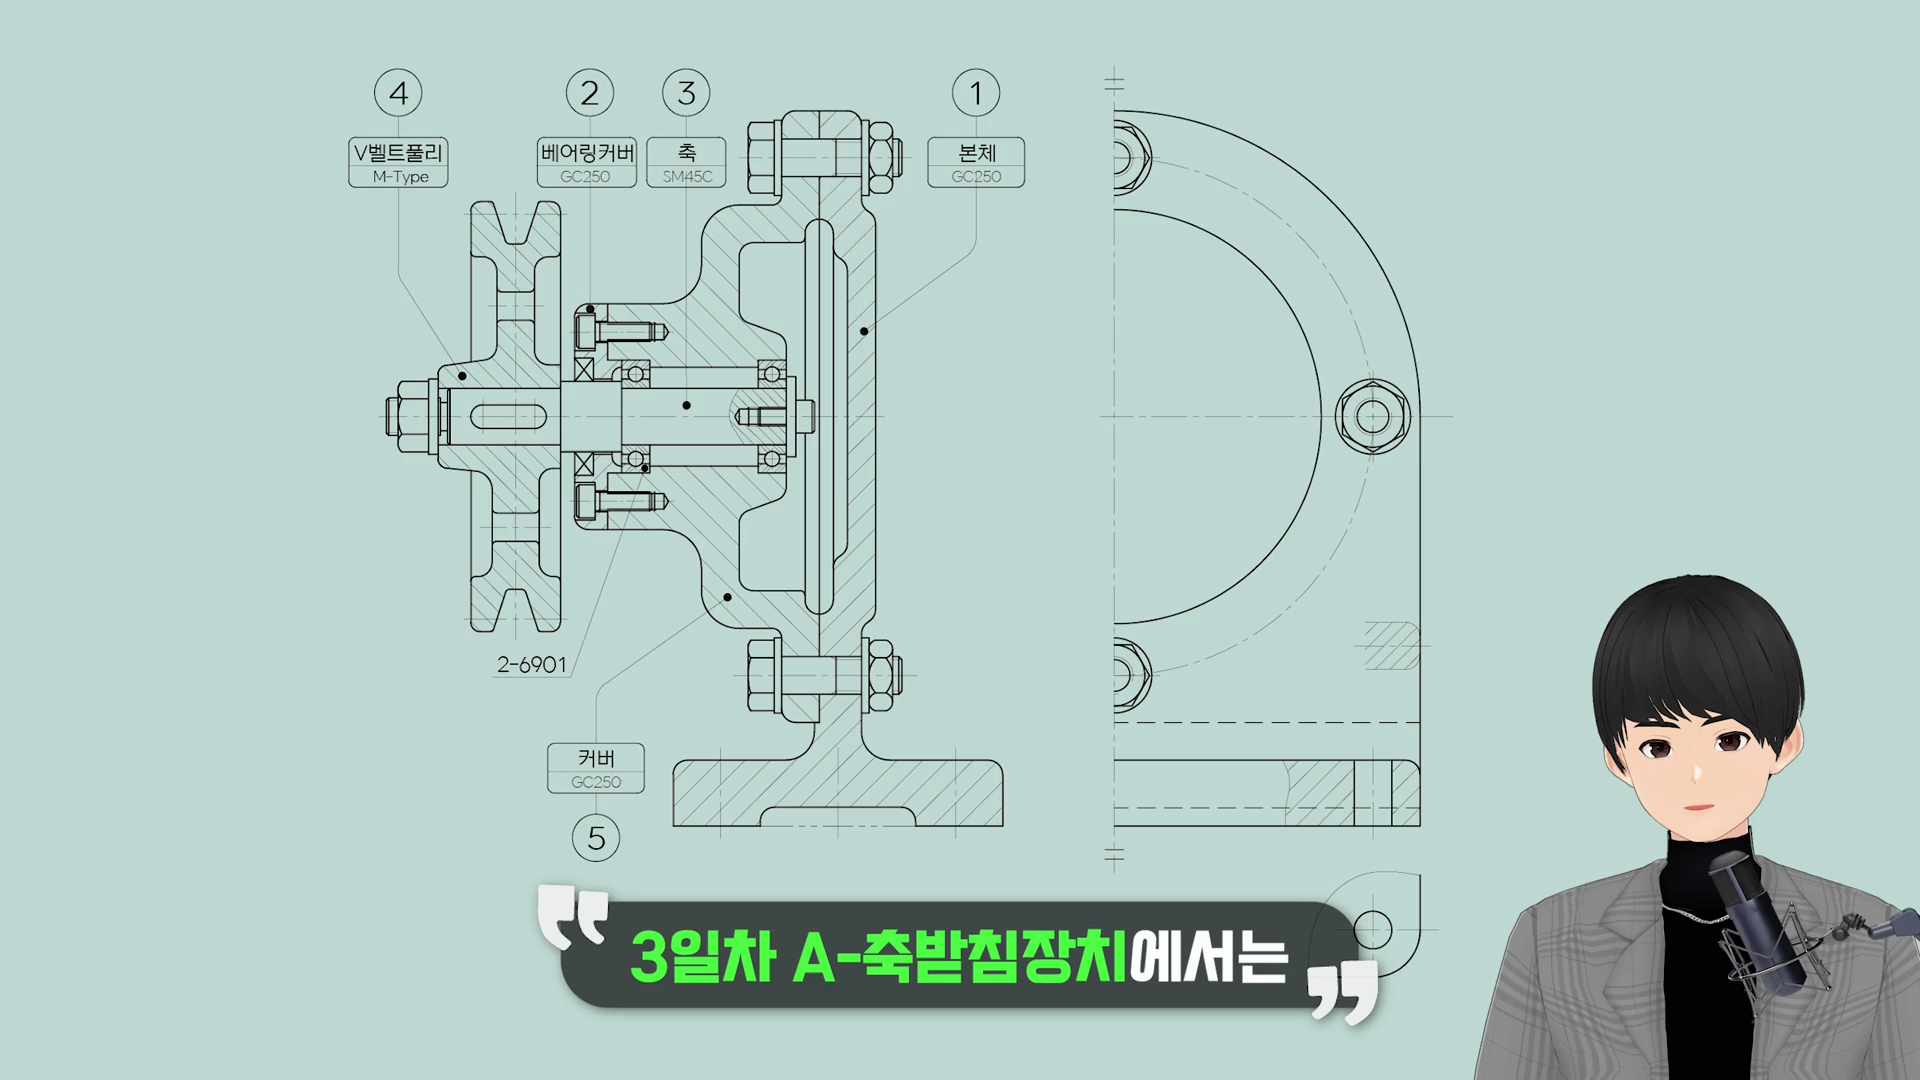 ④ ② ③ ①
V벨트풀리
M-Type
베어링커버
GC250
축
SM45C
본체
GC250
2-6901
커버
GC250
⑤
3일차 A-축받침장치에서는